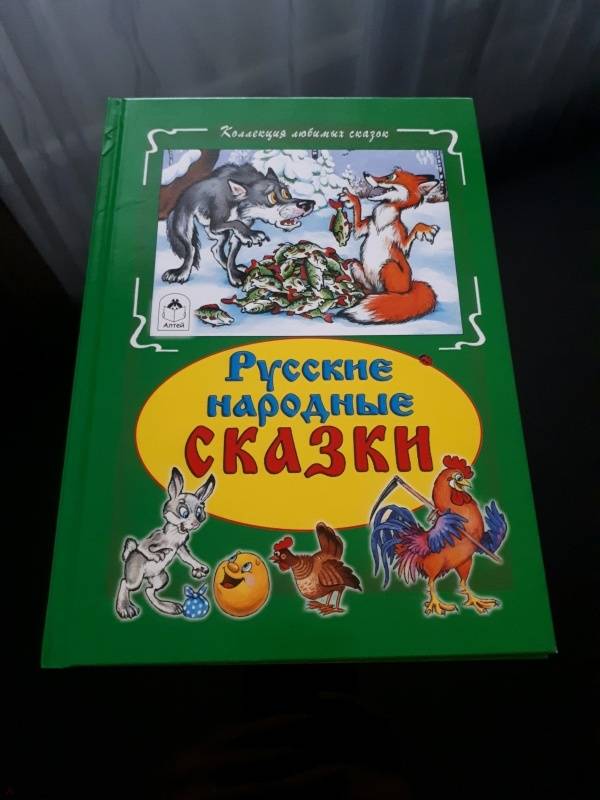 Коллекция любимых сказок
Алтей
Русские
народные
сказки